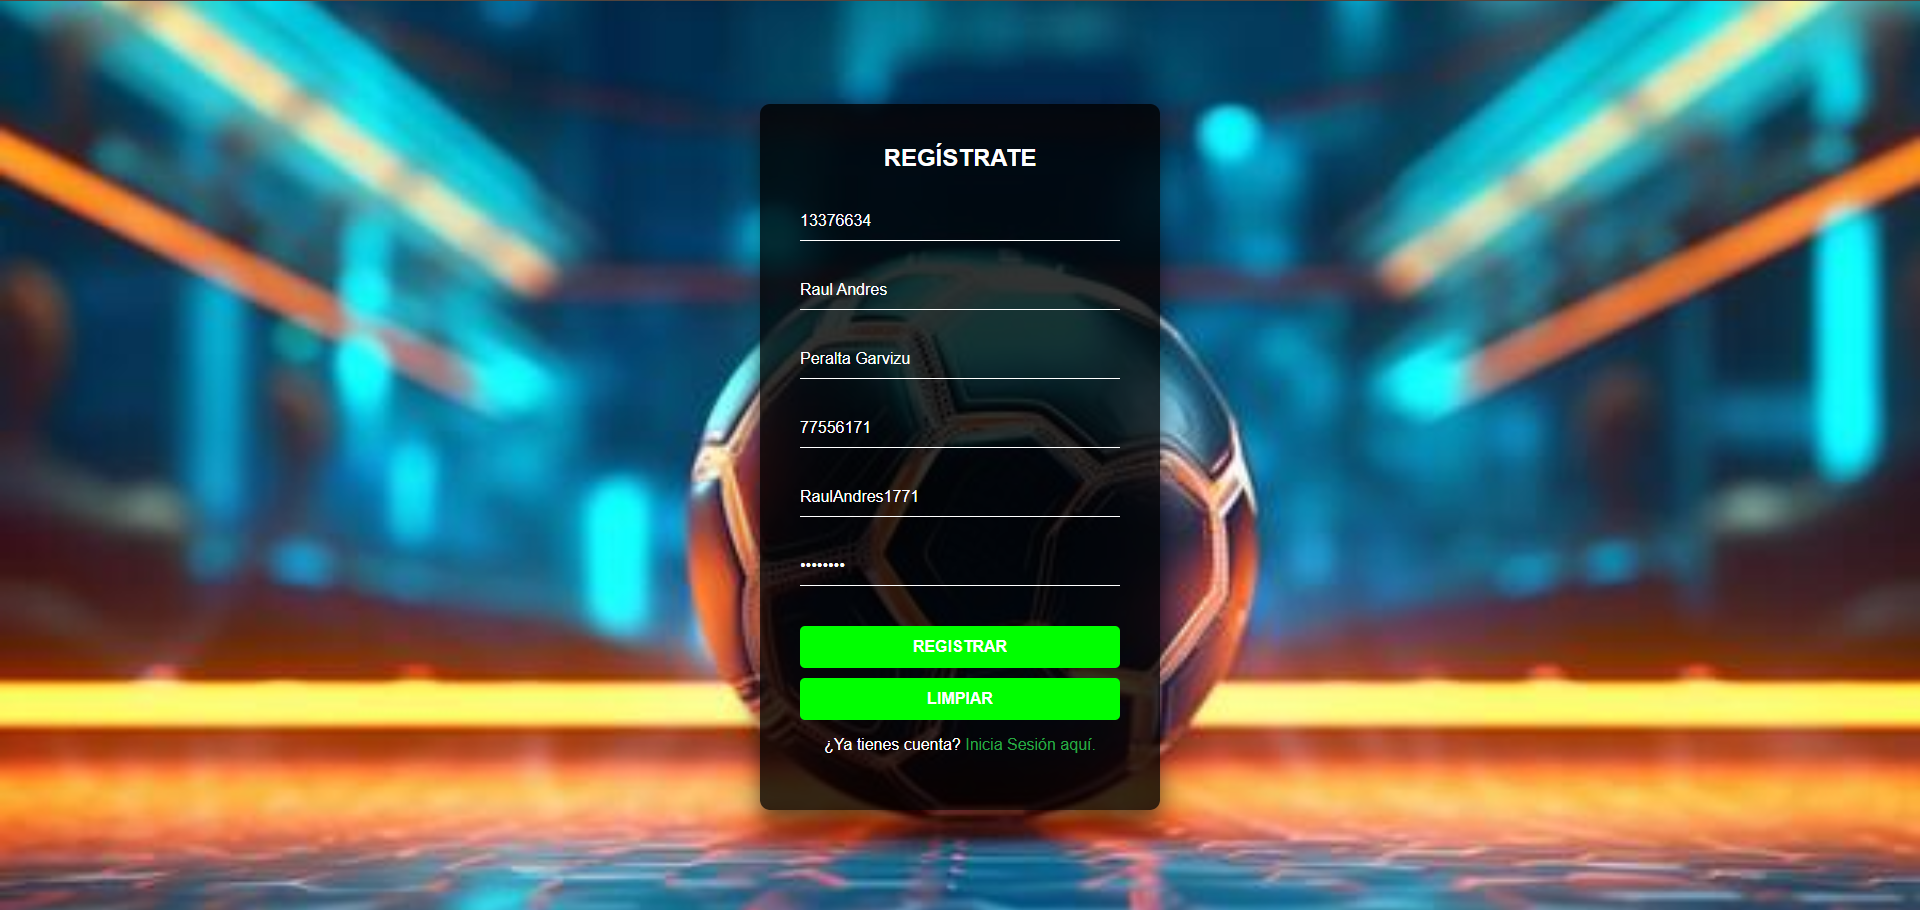 REGÍSTRATE
13376634
Raul Andres
Peralta Garvizu
77556171
RaulAndres1771
••••••••
REGISTRAR
LIMPIAR
¿Ya tienes cuenta? Inicia Sesión aquí.